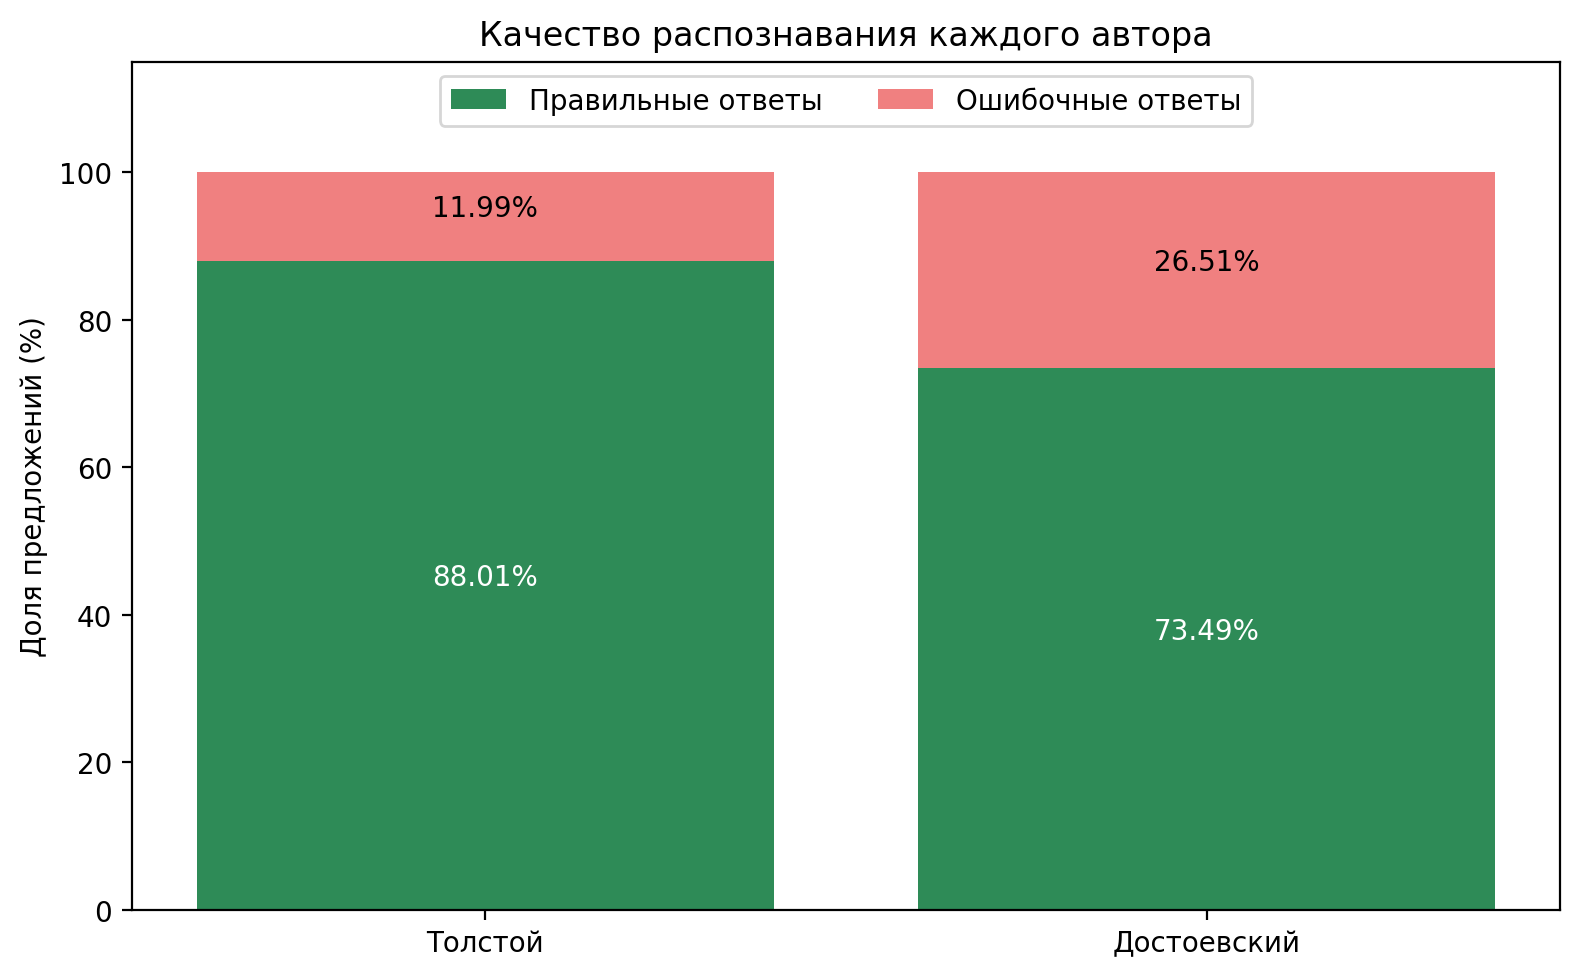 Качество распознавания каждого автора
Правильные ответы
Ошибочные ответы
Доля предложений (%)
100
80
60
40
20
0
11.99%
26.51%
88.01%
73.49%
Толстой
Достоевский